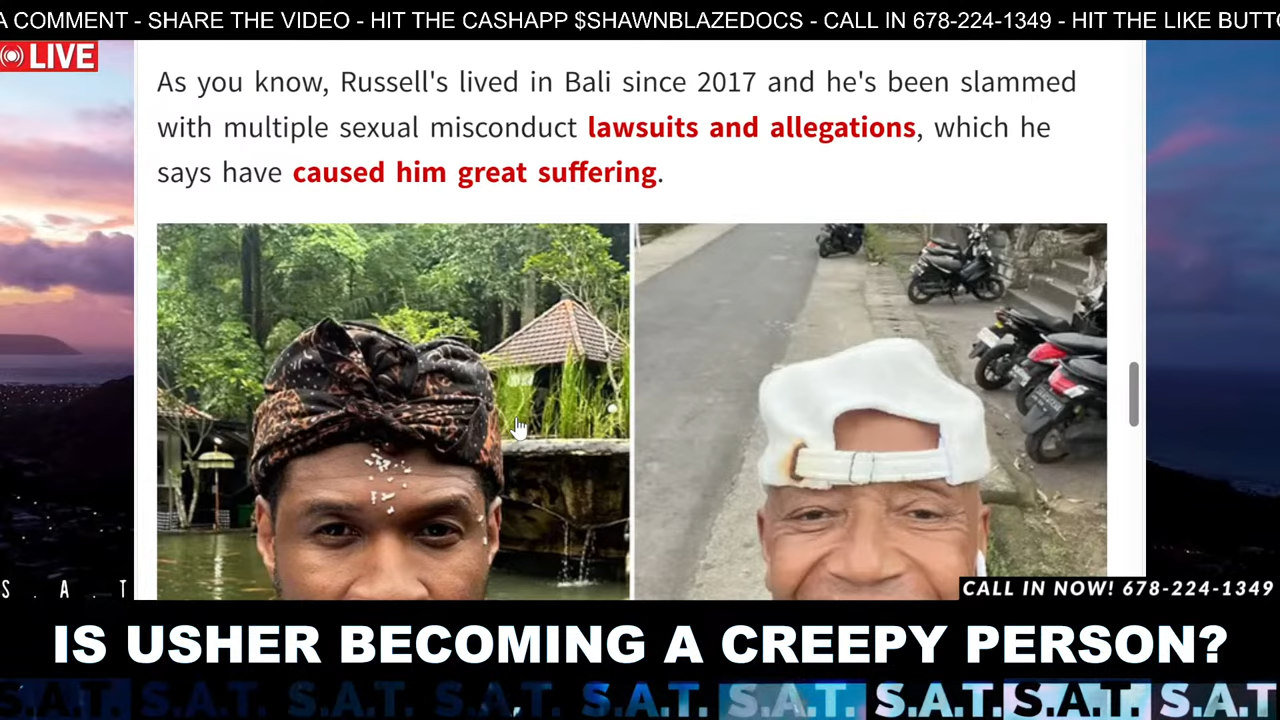 A COMMENT - SHARE THE VIDEO - HIT THE CASHAPP $SHAWNBLAZEDOCS - CALL IN 678-224-1349 - HIT THE LIKE BUTTO
LIVE
As you know, Russell's lived in Bali since 2017 and he's been slammed
with multiple sexual misconduct lawsuits and allegations, which he
says have caused him great suffering.
S . A . T
CALL IN NOW! 678-224-1349
IS USHER BECOMING A CREEPY PERSON?
S.A.T. S.A.T. S.A.T. S.A.T. S.A.T. S.A.T. S.A.T. S.A.T. S.A.T